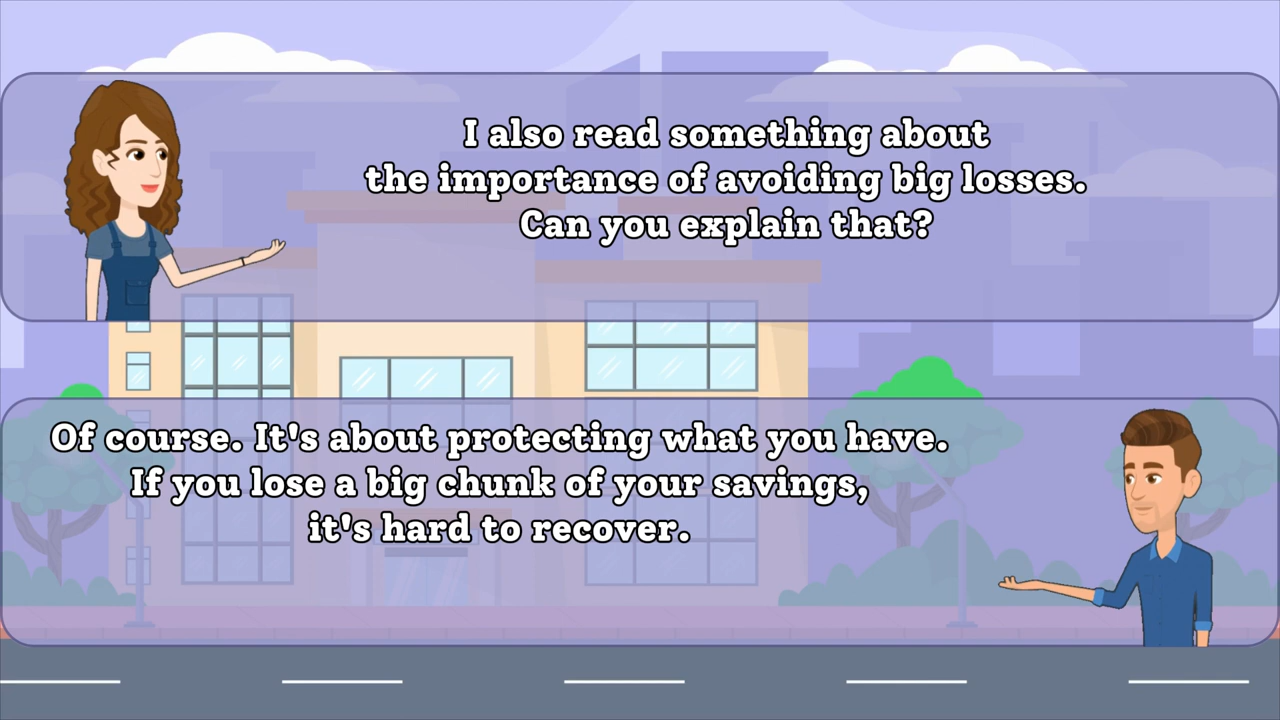 I also read something about
the importance of avoiding big losses.
Can you explain that?
Of course. It's about protecting what you have.
If you lose a big chunk of your savings,
it's hard to recover.